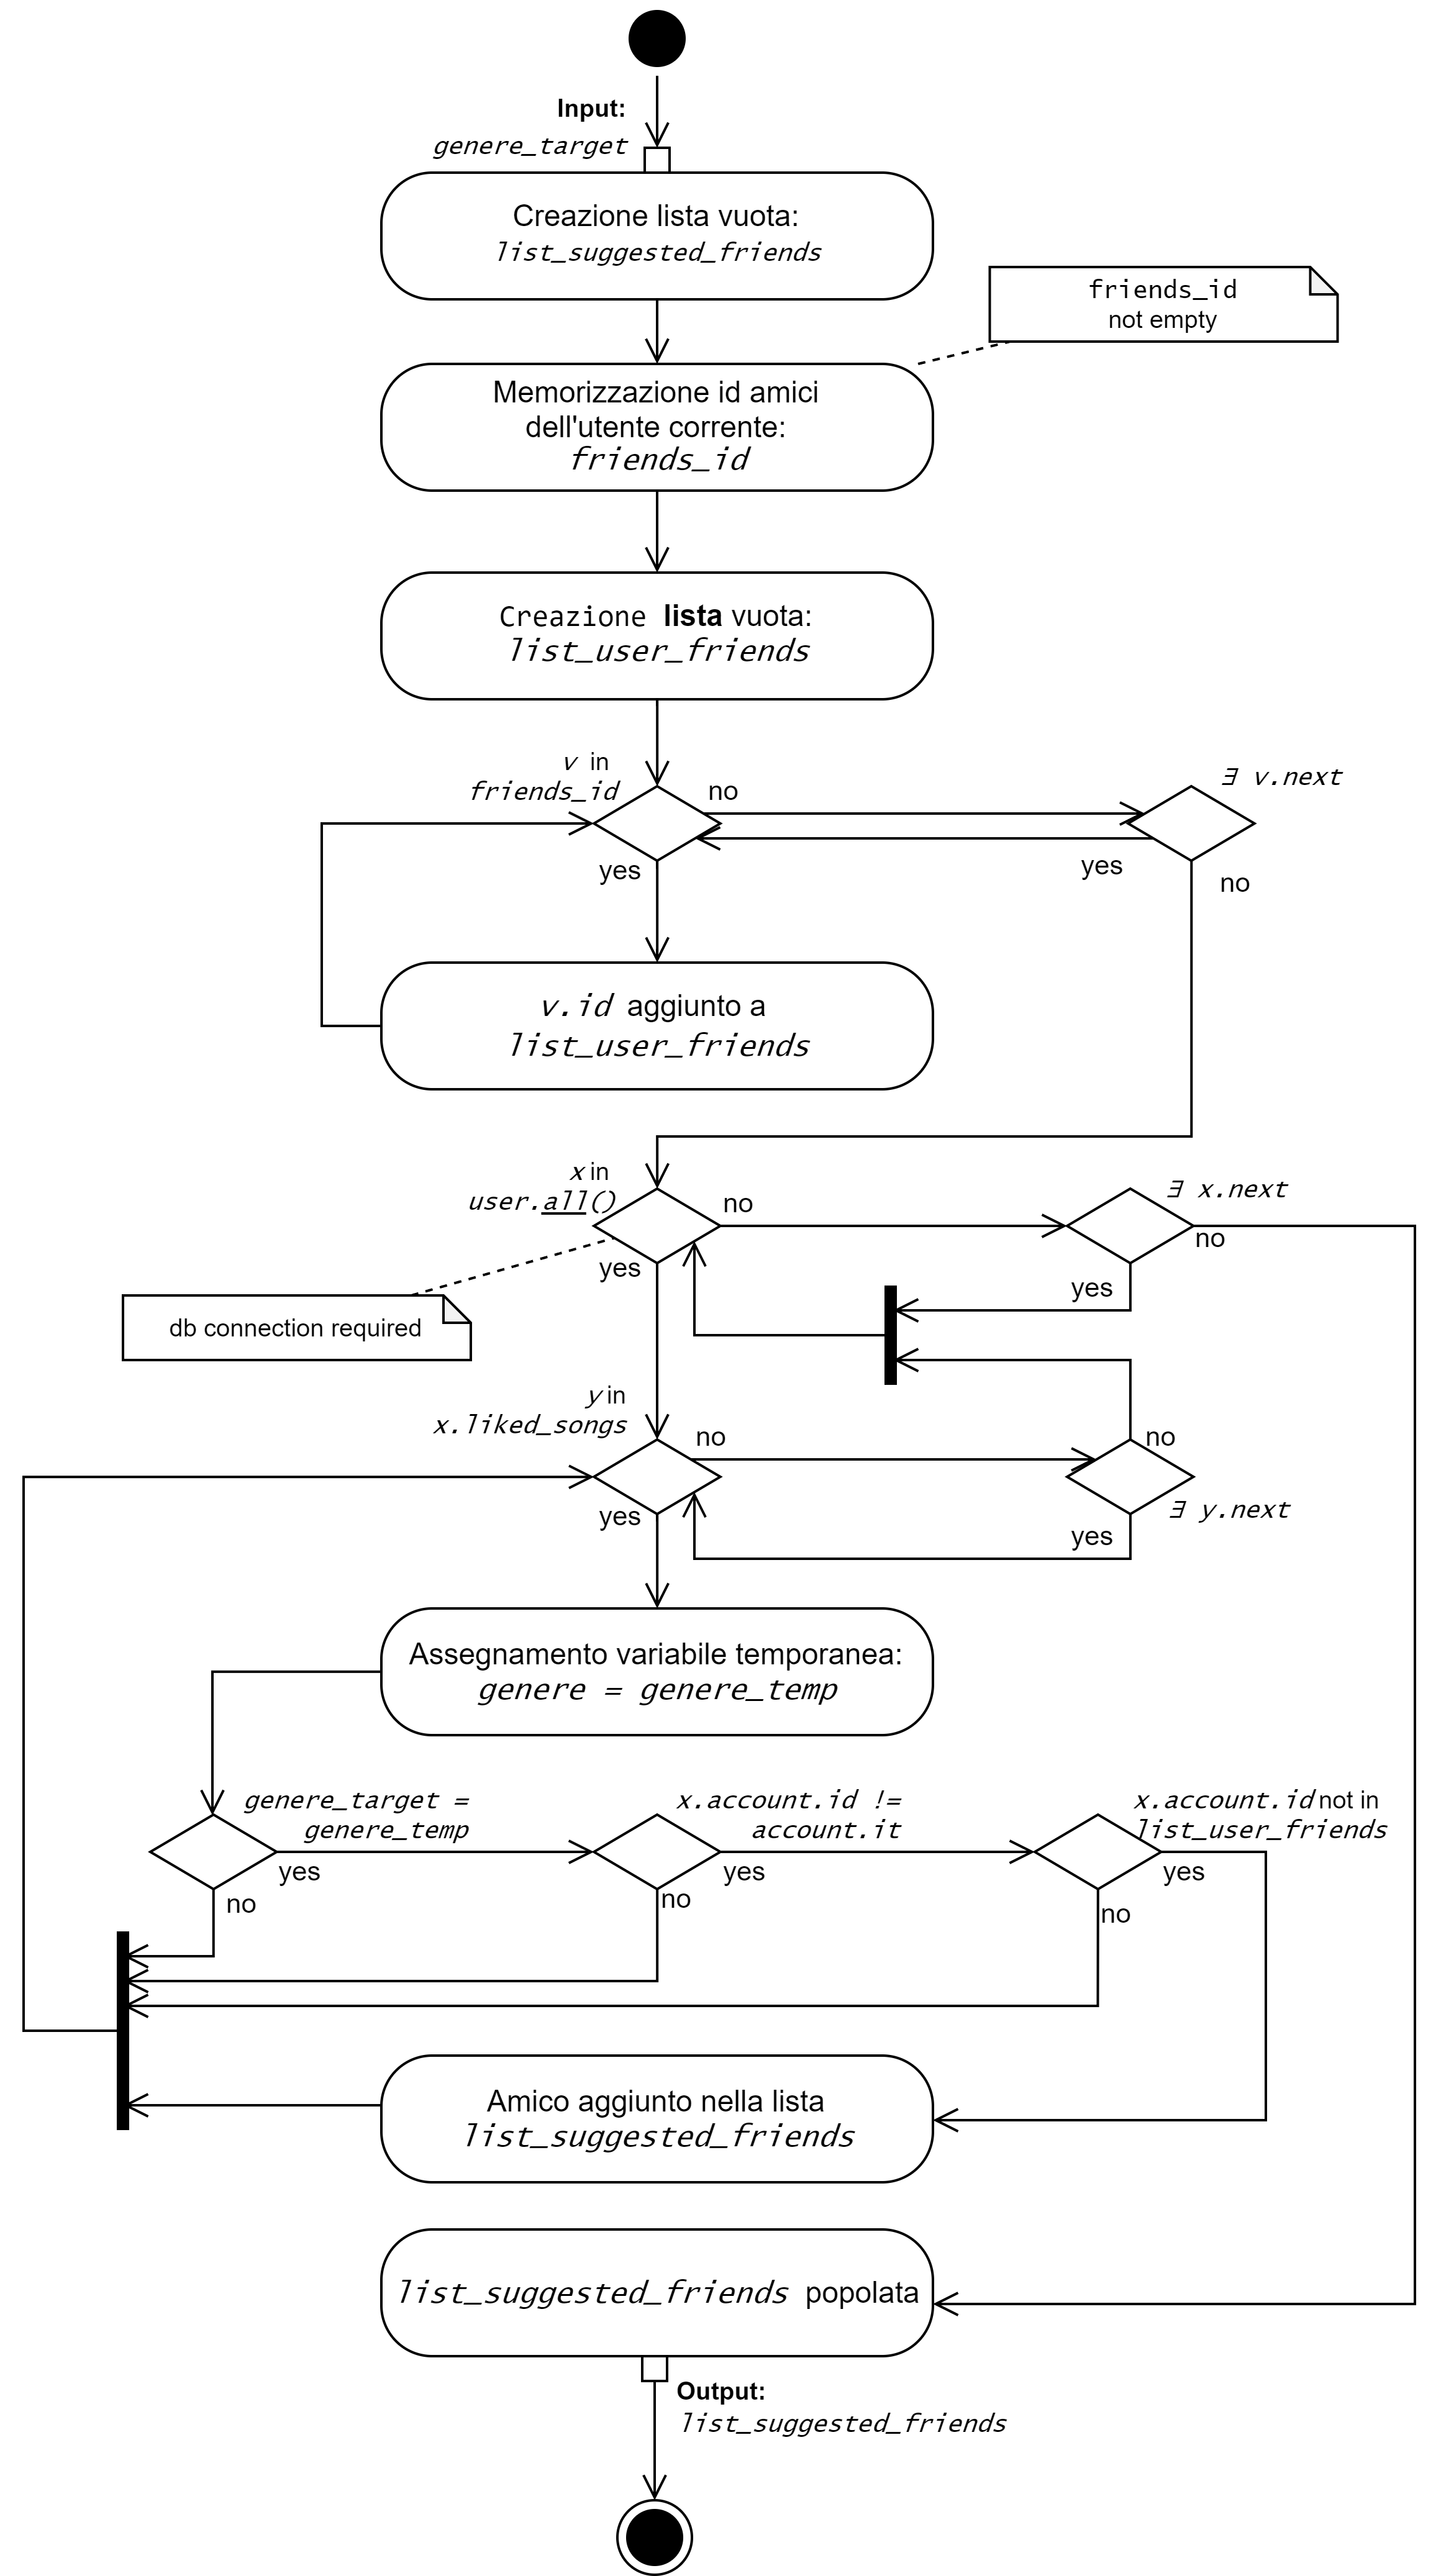 Input:
genere_target
Creazione lista vuota:
list_suggested_friends
friends_id
not empty
Memorizzazione id amici
dell'utente corrente:
friends_id
Creazione lista vuota:
list_user_friends
v in
friends_id
no
∃ v.next
yes
yes
no
v.id aggiunto a
list_user_friends
x in
user.all()
no
∃ x.next
no
yes
yes
db connection required
y in
x.liked_songs
no
no
∃ y.next
yes
yes
Assegnamento variabile temporanea:
genere = genere_temp
genere_target =
genere_temp
yes
no
x.account.id !=
account.it
yes
no
x.account.id not in
list_user_friends
yes
no
Amico aggiunto nella lista
list_suggested_friends
list_suggested_friends popolata
Output:
list_suggested_friends